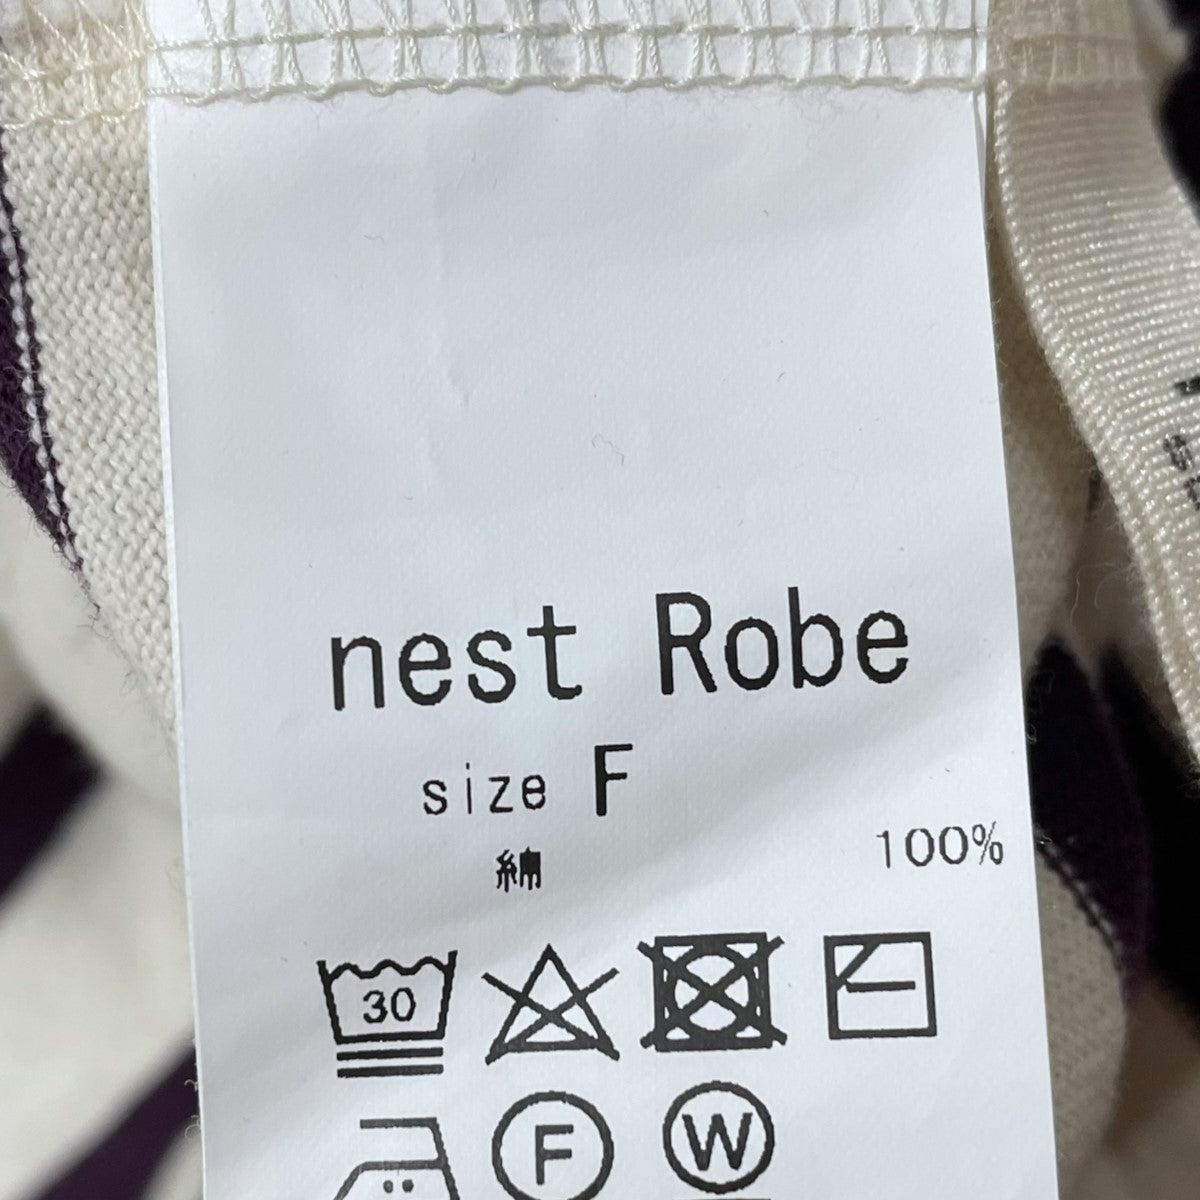 nest Robe
size F
綿 100%
30
F W